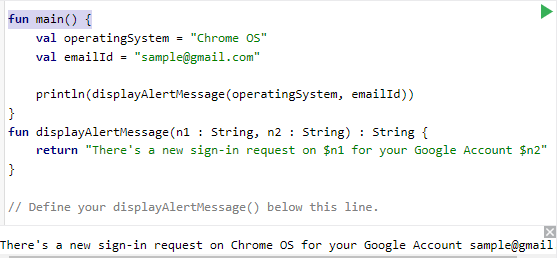 fun main() {
    val operatingSystem = "Chrome OS"
    val emailId = "sample@gmail.com"
    println(displayAlertMessage(operatingSystem, emailId))
}
fun displayAlertMessage(n1 : String, n2 : String) : String {
    return "There's a new sign-in request on $n1 for your Google Account $n2"
}
// Define your displayAlertMessage() below this line.
There's a new sign-in request on Chrome OS for your Google Account sample@gmail